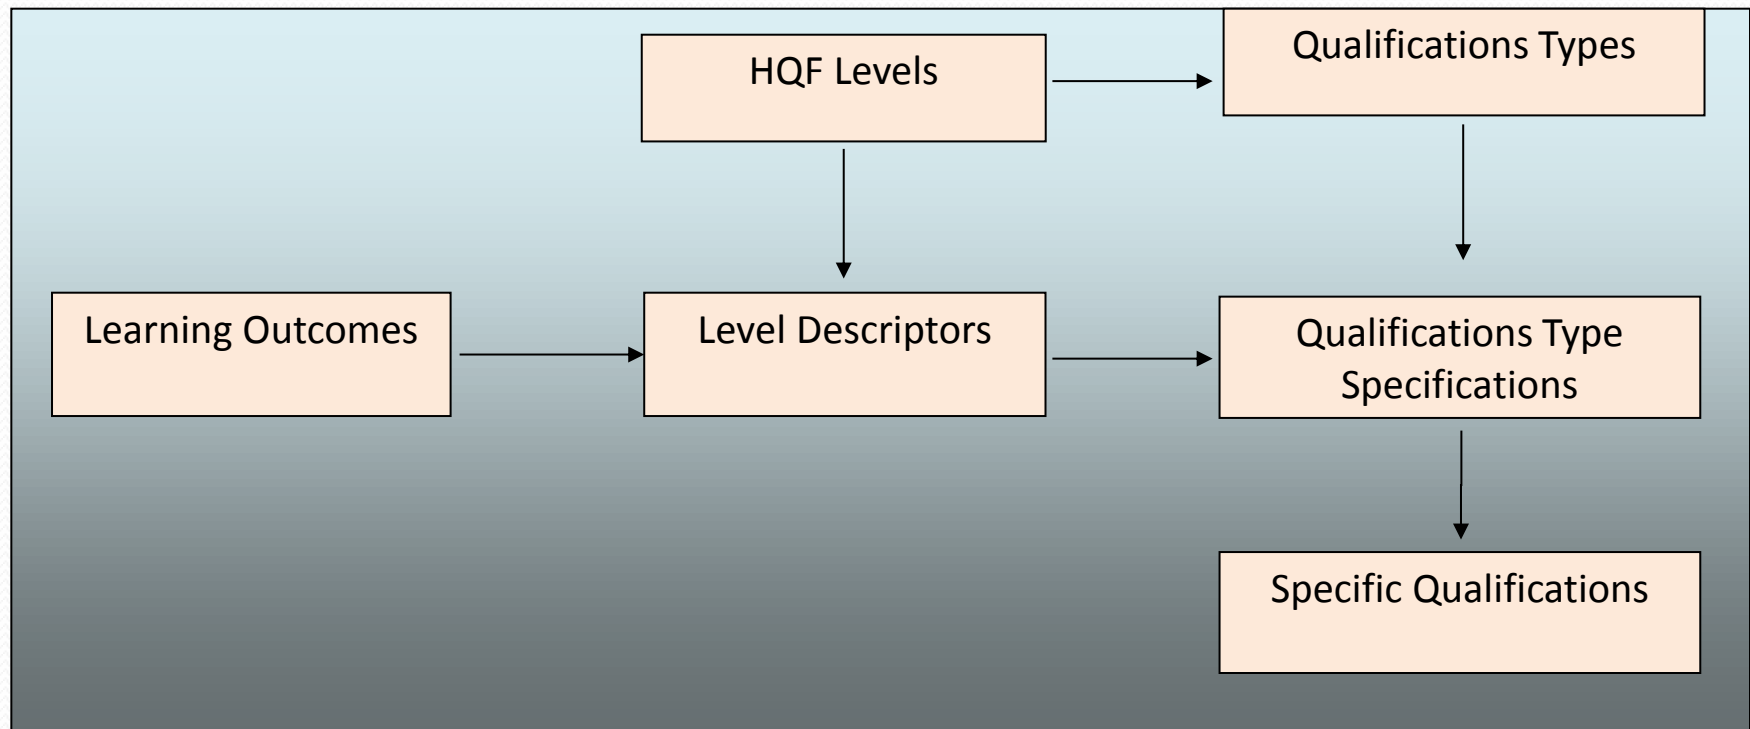 HQF Levels
Qualifications Types
Learning Outcomes
Level Descriptors
Qualifications Type
Specifications
Specific Qualifications